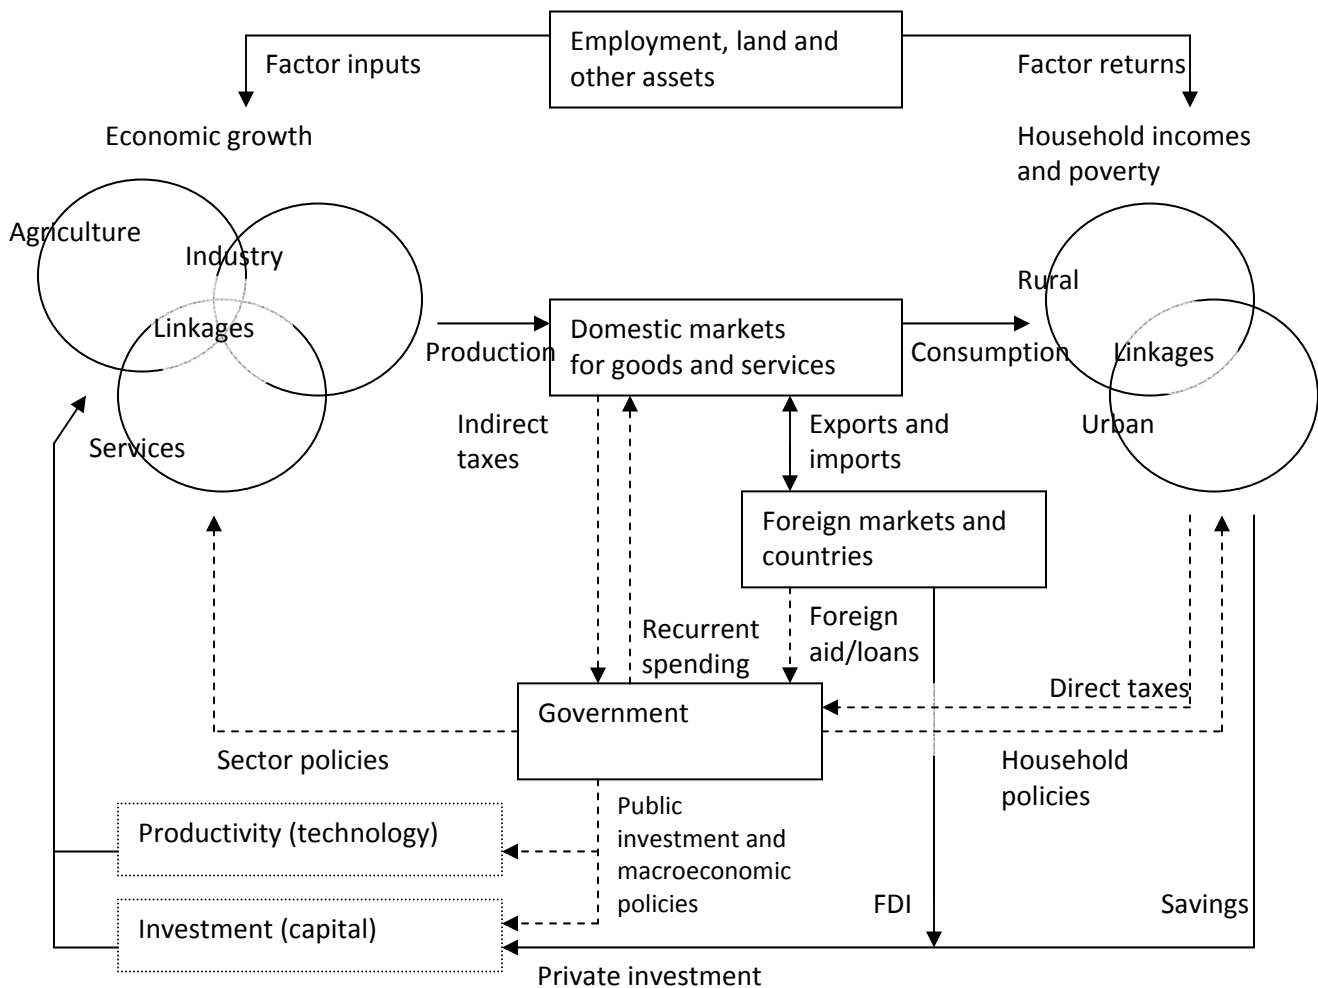 Employment, land and
other assets
Factor inputs
Factor returns
Economic growth
Household incomes
and poverty
Agriculture
Industry
Linkages
Services
Production
Domestic markets
for goods and services
Consumption
Rural
Linkages
Urban
Indirect
taxes
Exports and
imports
Foreign markets and
countries
Recurrent
spending
Foreign
aid/loans
Direct taxes
Government
Sector policies
Household
policies
Public
investment and
macroeconomic
policies
Productivity (technology)
Investment (capital)
FDI
Savings
Private investment